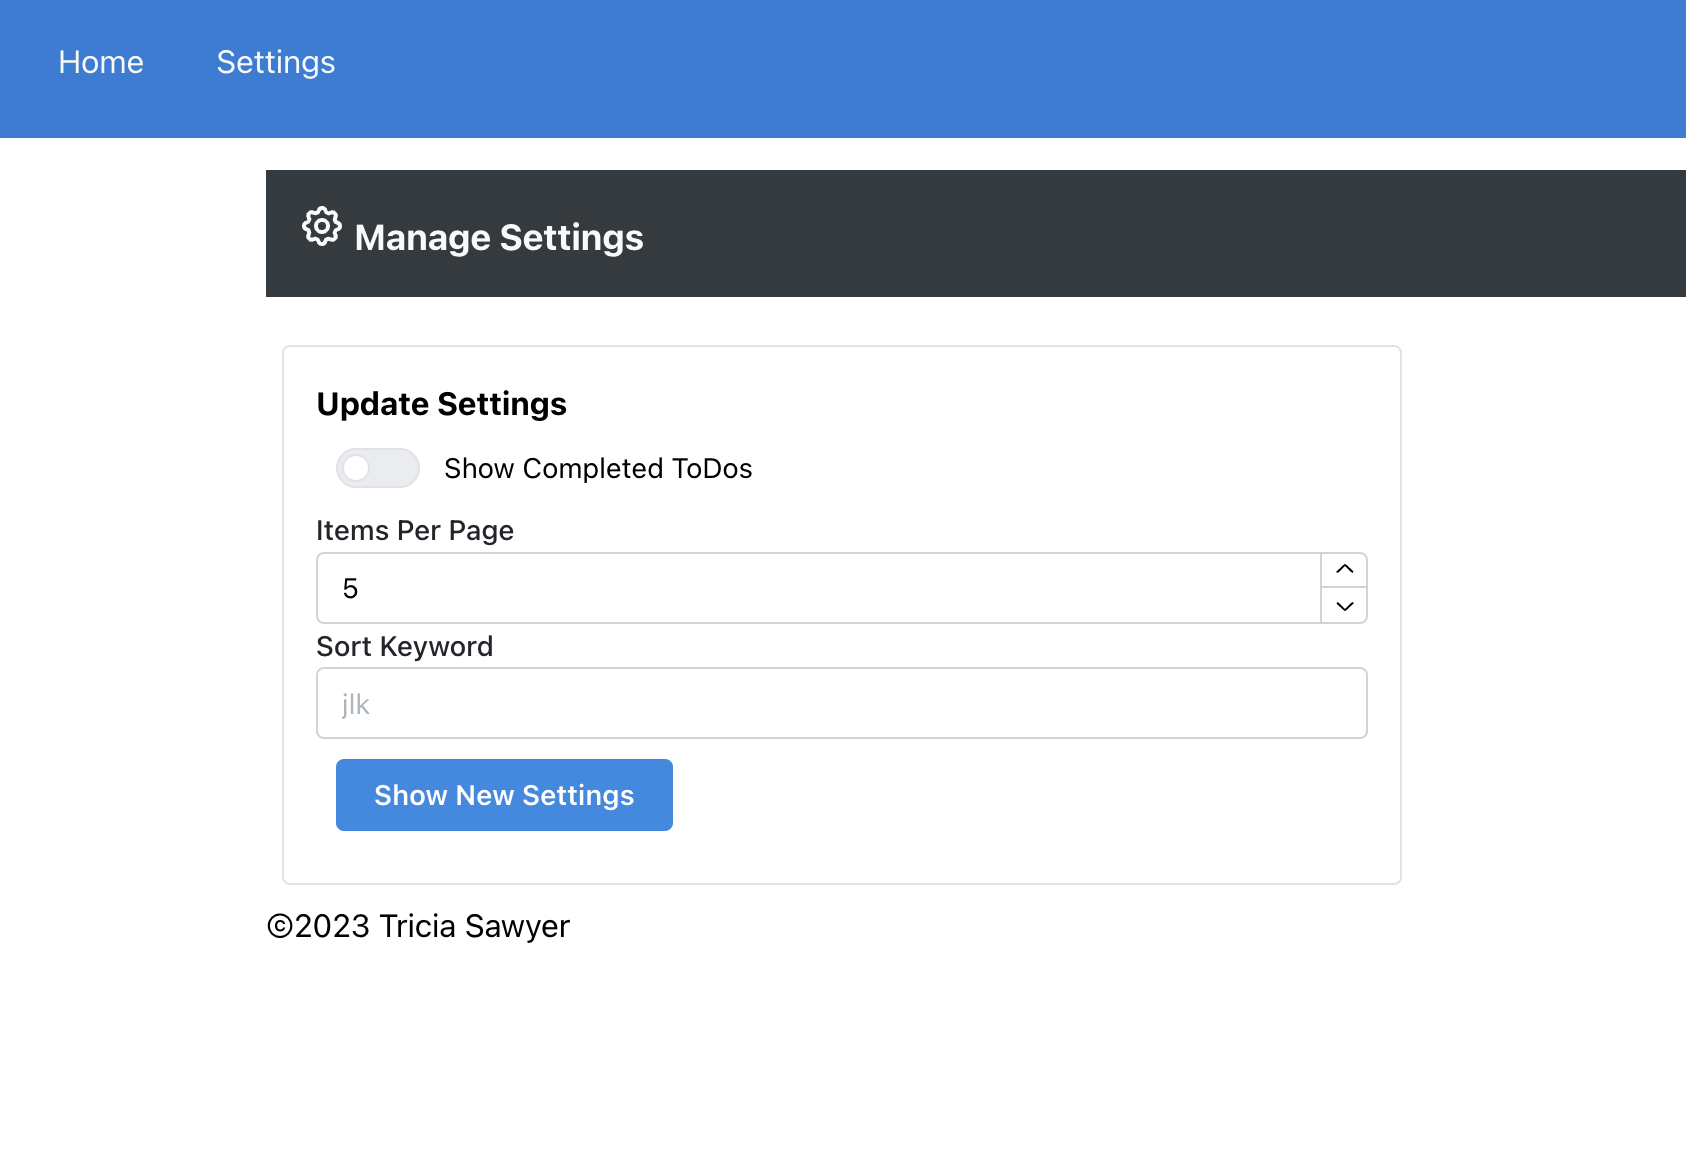 Home Settings
Manage Settings
Update Settings
Show Completed ToDos
Items Per Page
5
Sort Keyword
jlk
Show New Settings
©2023 Tricia Sawyer